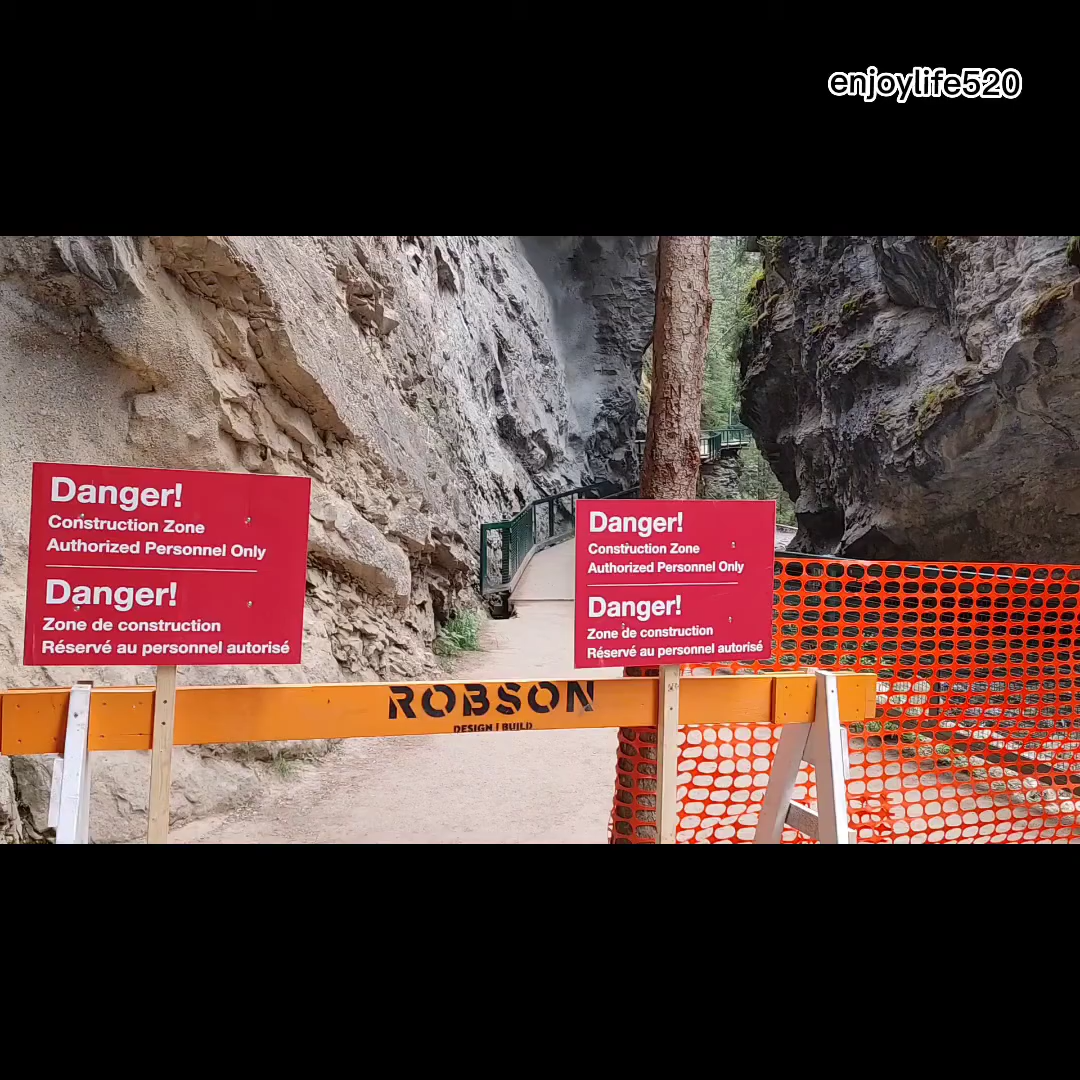 enjoylife520
Danger!
Construction Zone
Authorized Personnel Only
Danger!
Zone de construction
Réservé au personnel autorisé
Danger!
Construction Zone
Authorized Personnel Only
Danger!
Zone de construction
Réservé au personnel autorisé
ROBSON
DESIGN | BUILD